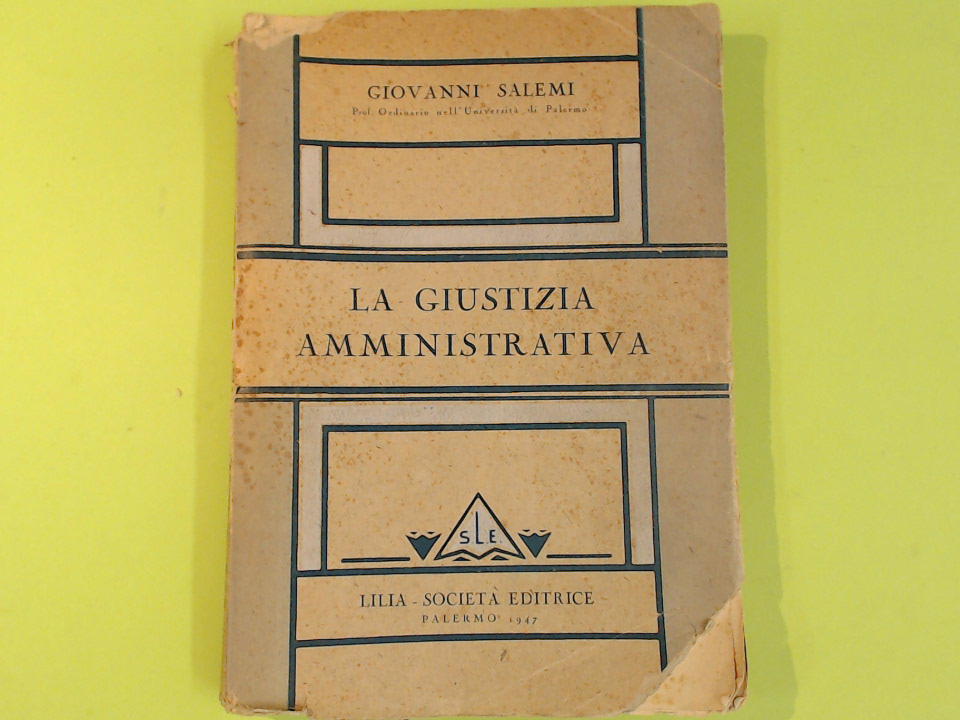 GIOVANNI SALEMI
Prof. Ordinario nell'Università di Palermo
LA GIUSTIZIA
AMMINISTRATIVA
SLE
LILIA - SOCIETÀ EDITRICE
PALERMO 1947